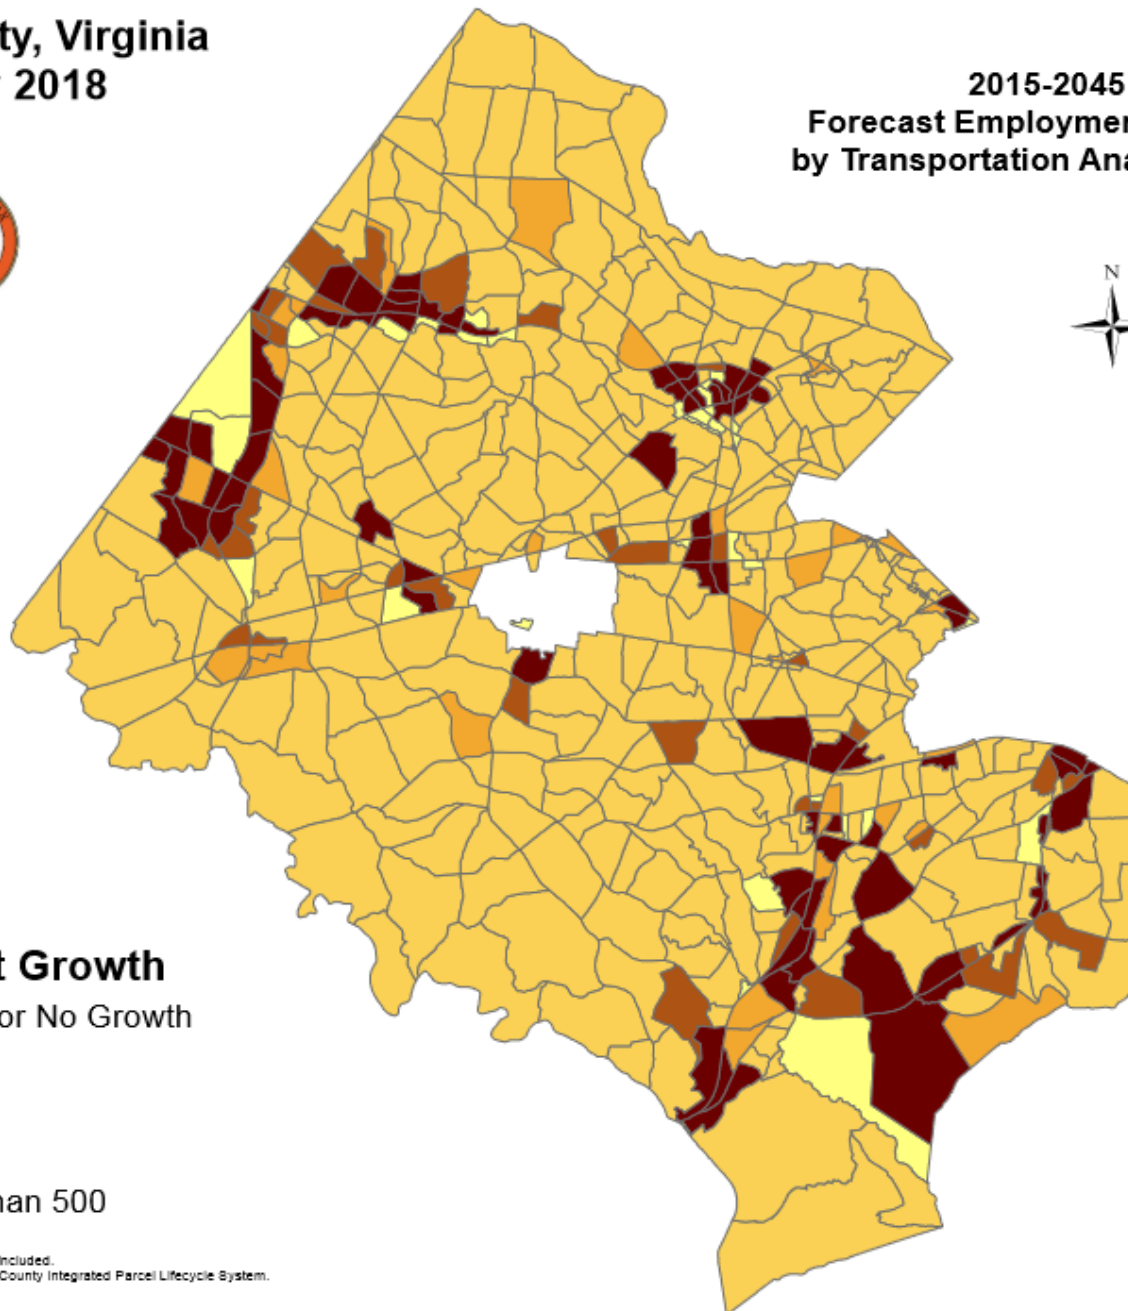 ty, Virginia
2018
2015-2045
Forecast Employmen
by Transportation Ana
N
t Growth
or No Growth
han 500
included.
County Integrated Parcel Lifecycle System.